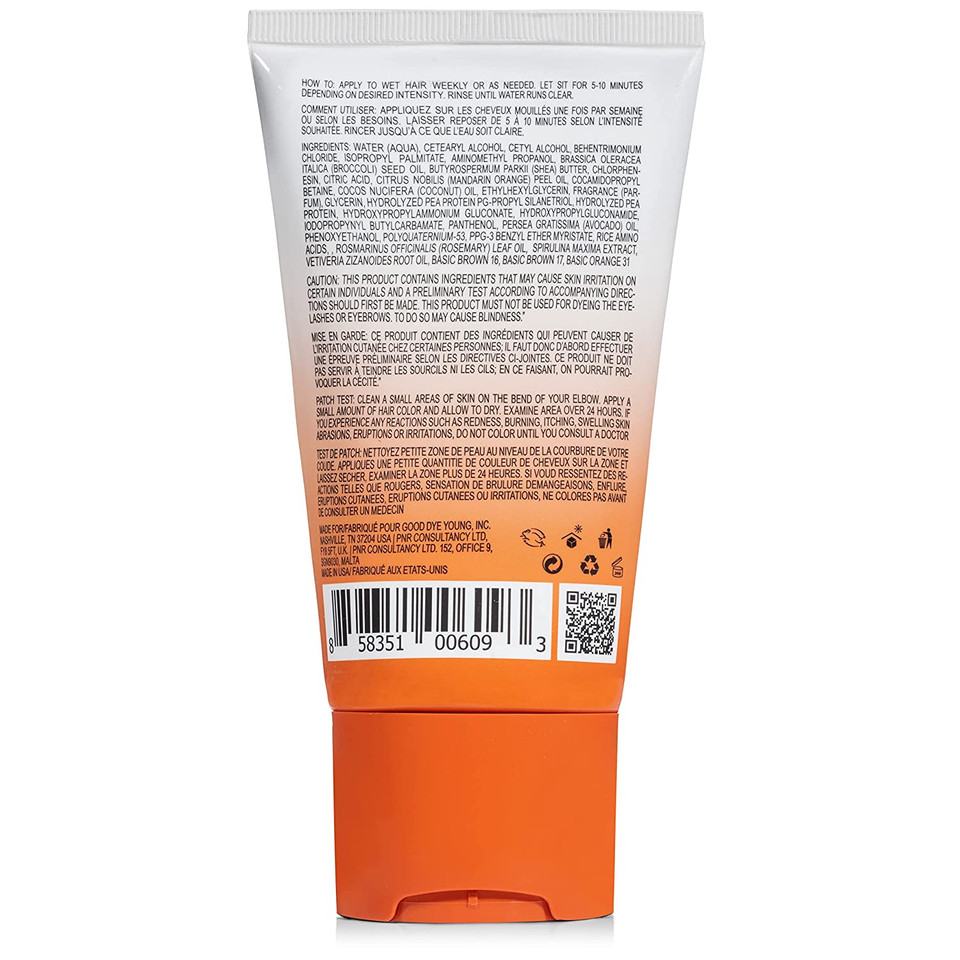 HOW TO: APPLY TO WET HAIR WEEKLY OR AS NEEDED. LET SIT FOR 5-10 MINUTES
DEPENDING ON DESIRED INTENSITY. RINSE UNTIL WATER RUNS CLEAR.
COMMENT UTILISER: APPLIQUEZ SUR LES CHEVEUX MOUILLÉS UNE FOIS PAR SEMAINE
OU SELON LES BESOINS. LAISSER REPOSER DE 5 À 10 MINUTES SELON L'INTENSITÉ
SOUHAITÉE. RINCER JUSQU'À CE QUE L'EAU SOIT CLAIRE.
INGREDIENTS: WATER (AQUA), CETEARYL ALCOHOL, CETYL ALCOHOL, BEHENTRIMONIUM
CHLORIDE, ISOPROPYL PALMITATE, AMINOMETHYL PROPANOL, BRASSICA OLERACEA
ITALICA (BROCCOLI) SEED OIL, BUTYROSPERMUM PARKII (SHEA) BUTTER, CHLORPHEN-
ESIN, CITRIC ACID, CITRUS NOBILIS (MANDARIN ORANGE) PEEL OIL, COCAMIDOPROPYL
BETAINE, COCOS NUCIFERA (COCONUT) OIL, ETHYLHEXYLGLYCERIN, FRAGRANCE (PAR-
FUM), GLYCERIN, HYDROLYZED PEA PROTEIN PG-PROPYL SILANETRIOL, HYDROLYZED PEA
PROTEIN, HYDROXYPROPYLAMMONIUM GLUCONATE, HYDROXYPROPYLGLUCONAMIDE,
IODOPROPYNYL BUTYLCARBAMATE, PANTHENOL, PERSEA GRATISSIMA (AVOCADO) OIL,
PHENOXYETHANOL, POLYQUATERNIUM-53, PPG-3 BENZYL ETHER MYRISTATE, RICE AMINO
ACIDS, , ROSMARINUS OFFICINALIS (ROSEMARY) LEAF OIL, SPIRULINA MAXIMA EXTRACT,
VETIVERIA ZIZANOIDES ROOT OIL, BASIC BROWN 16, BASIC BROWN 17, BASIC ORANGE 31
CAUTION: THIS PRODUCT CONTAINS INGREDIENTS THAT MAY CAUSE SKIN IRRITATION ON
CERTAIN INDIVIDUALS AND A PRELIMINARY TEST ACCORDING TO ACCOMPANYING DIREC-
TIONS SHOULD FIRST BE MADE. THIS PRODUCT MUST NOT BE USED FOR DYEING THE EYE-
LASHES OR EYEBROWS. TO DO SO MAY CAUSE BLINDNESS."
MISE EN GARDE: CE PRODUIT CONTIENT DES INGRÉDIENTS QUI PEUVENT CAUSER DE
L'IRRITATION CUTANÉE CHEZ CERTAINES PERSONNES; IL FAUT DONC D'ABORD EFFECTUER
UNE ÉPREUVE PRÉLIMINAIRE SELON LES DIRECTIVES CI-JOINTES. CE PRODUIT NE DOIT
PAS SERVIR À TEINDRE LES SOURCILS NI LES CILS; EN CE FAISANT, ON POURRAIT PRO-
VOQUER LA CÉCITÉ."
PATCH TEST: CLEAN A SMALL AREAS OF SKIN ON THE BEND OF YOUR ELBOW. APPLY A
SMALL AMOUNT OF HAIR COLOR AND ALLOW TO DRY. EXAMINE AREA OVER 24 HOURS. IF
YOU EXPERIENCE ANY REACTIONS SUCH AS REDNESS, BURNING, ITCHING, SWELLING SKIN
ABRASIONS, ERUPTIONS OR IRRITATIONS, DO NOT COLOR UNTIL YOU CONSULT A DOCTOR
TEST DE PATCH: NETTOYEZ PETITE ZONE DE PEAU AU NIVEAU DE LA COURBURE DE VOTRE
COUDE. APPLIQUES UNE PETITE QUANTITIE DE COULEUR DE CHEVEUX SUR LA ZONE ET
LAISSEZ SECHER, EXAMINER LA ZONE PLUS DE 24 HEURES. SI VOUD RESSENTEZ DES RE-
ACTIONS TELLES QUE ROUGERS, SENSATION DE BRULURE DEMANGEAISONS, ENFLURE,
ERUPTIONS CUTANEES, ERUPTIONS CUTANEES OU IRRITATIONS, NE COLORES PAS AVANT
DE CONSULTER UN MEDECIN
MADE FOR/FABRIQUÉ POUR GOOD DYE YOUNG, INC.
NASHVILLE, TN 37204 USA | PNR CONSULTANCY LTD,
FY8 5FT, U.K. | PNR CONSULTANCY LTD. 152, OFFICE 9,
SGN9030, MALTA
MADE IN USA/ FABRIQUÉ AUX ETATS-UNIS
8 58351 00609 3